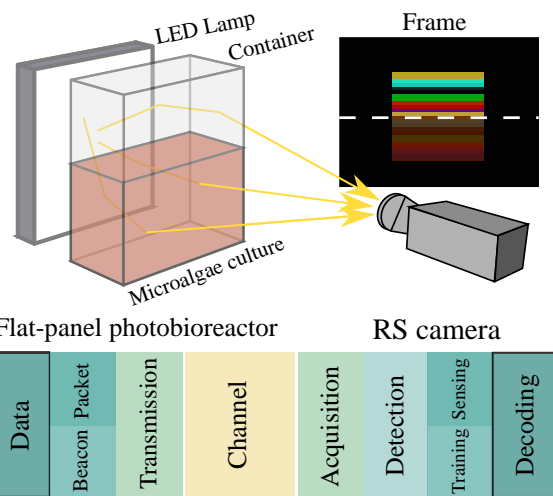 LED Lamp
Container
Frame
Microalgae culture
Flat-panel photobioreactor
RS camera
Data
Packet
Beacon
Transmission
Channel
Acquisition
Detection
Sensing
Training
Decoding